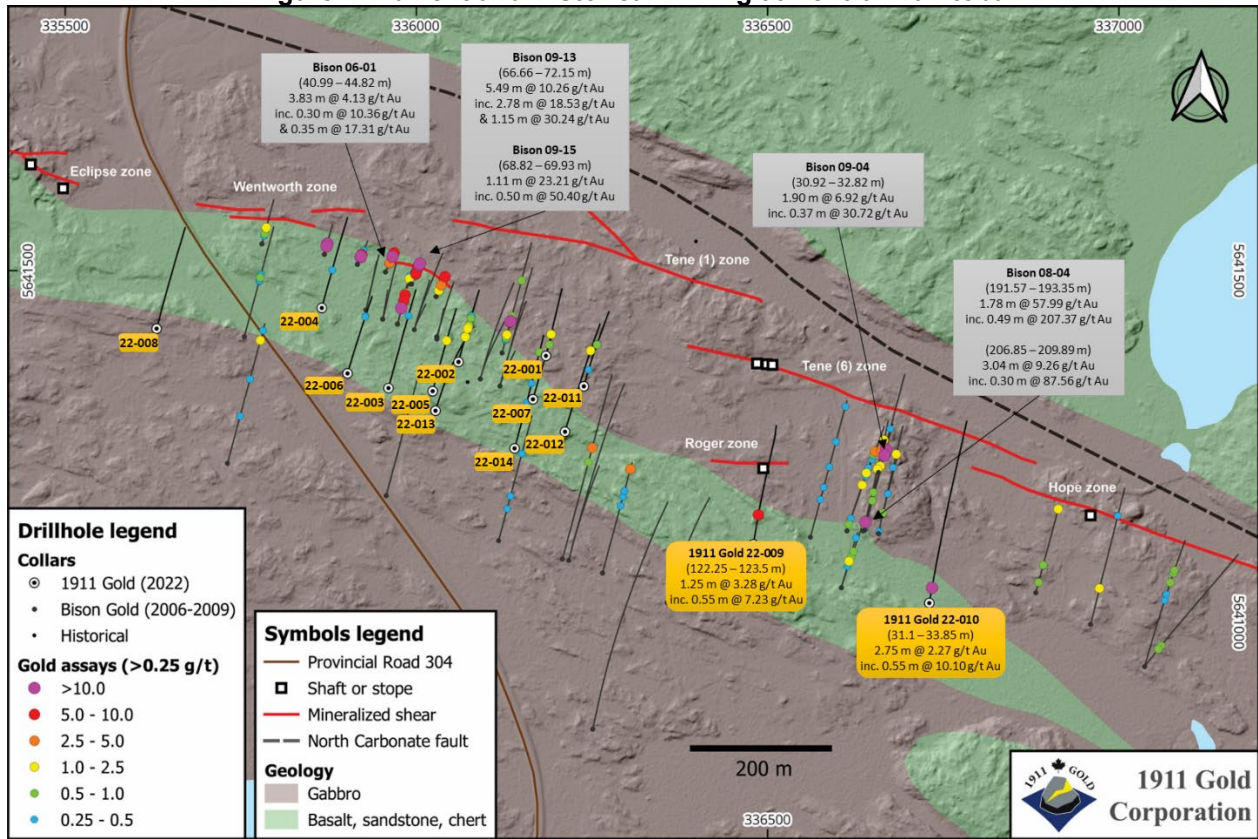 335500
336000
336500
337000
5641500
5641500
5641000
Bison 06-01
(40.99 – 44.82 m)
3.83 m @ 4.13 g/t Au
inc. 0.30 m @ 10.36 g/t Au
& 0.35 m @ 17.31 g/t Au
Bison 09-13
(66.66 – 72.15 m)
5.49 m @ 10.26 g/t Au
inc. 2.78 m @ 18.53 g/t Au
& 1.15 m @ 30.24 g/t Au
Bison 09-15
(68.82 – 69.93 m)
1.11 m @ 23.21 g/t Au
inc. 0.50 m @ 50.40 g/t Au
Bison 09-04
(30.92 – 32.82 m)
1.90 m @ 6.92 g/t Au
inc. 0.37 m @ 30.72 g/t Au
Bison 08-04
(191.57 – 193.35 m)
1.78 m @ 57.99 g/t Au
inc. 0.49 m @ 207.37 g/t Au
(206.85 – 209.89 m)
3.04 m @ 9.26 g/t Au
inc. 0.30 m @ 87.56 g/t Au
Eclipse zone
Wentworth zone
Tene (1) zone
Tene (6) zone
Roger zone
Hope zone
22-008
22-004
22-006
22-003
22-002
22-005
22-013
22-001
22-007
22-011
22-012
22-014
1911 Gold 22-009
(122.25 – 123.5 m)
1.25 m @ 3.28 g/t Au
inc. 0.55 m @ 7.23 g/t Au
1911 Gold 22-010
(31.1 – 33.85 m)
2.75 m @ 2.27 g/t Au
inc. 0.55 m @ 10.10 g/t Au
Drillhole legend
Collars
1911 Gold (2022)
Bison Gold (2006-2009)
Historical
Gold assays (>0.25 g/t)
>10.0
5.0 - 10.0
2.5 - 5.0
1.0 - 2.5
0.5 - 1.0
0.25 - 0.5
Symbols legend
Provincial Road 304
Shaft or stope
Mineralized shear
North Carbonate fault
Geology
Gabbro
Basalt, sandstone, chert
200 m
336500
1911 GOLD
1911 Gold
Corporation